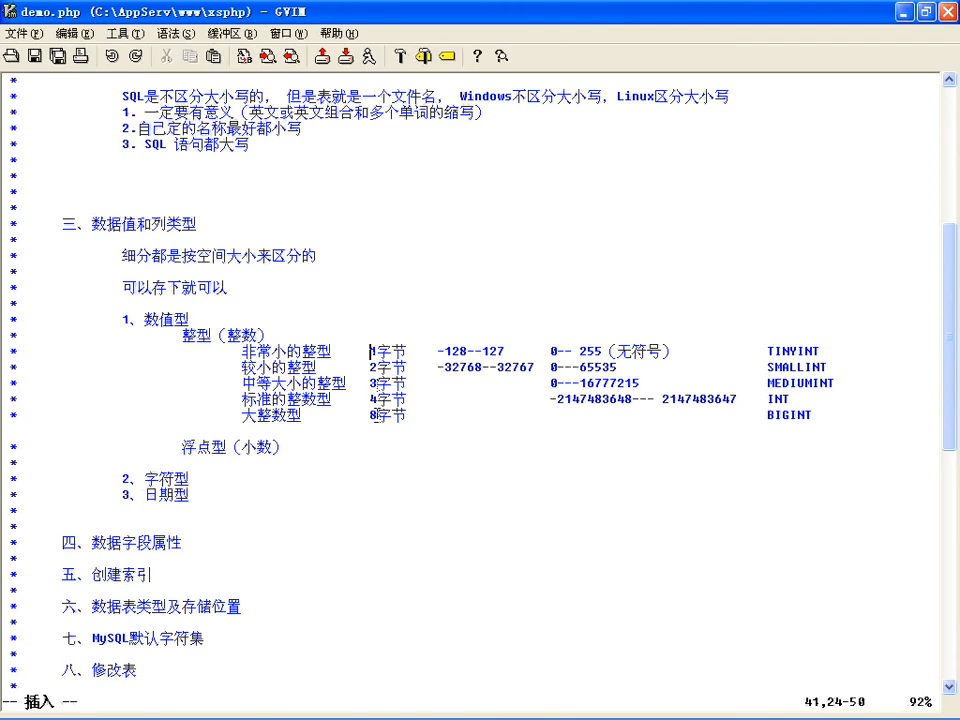 demo.php (C:\AppServ\www\xsphp) - GVIM
文件(F) 编辑(E) 工具(T) 语法(S) 缓冲区(B) 窗口(W) 帮助(H)
*
* SQL是不区分大小写的, 但是表就是一个文件名, Windows不区分大小写,Linux区分大小写
* 1. 一定要有意义(英文或英文组合和多个单词的缩写)
* 2.自己定的名称最好都小写
* 3. SQL 语句都大写
*
*
*
*
* 三、数据值和列类型
*
* 细分都是按空间大小来区分的
*
* 可以存下就可以
*
* 1、数值型
* 整型(整数)
* 非常小的整型 1字节 -128--127 0-- 255(无符号) TINYINT
* 较小的整型 2字节 -32768--32767 0---65535 SMALLINT
* 中等大小的整型 3字节 0---16777215 MEDIUMINT
* 标准的整数型 4字节 -2147483648--- 2147483647 INT
* 大整数型 8字节 BIGINT
* 浮点型(小数)
*
* 2、字符型
* 3、日期型
*
*
* 四、数据字段属性
*
* 五、创建索引
*
* 六、数据表类型及存储位置
*
* 七、MySQL默认字符集
*
* 八、修改表
*
-- 插入 -- 41,24-50 92%